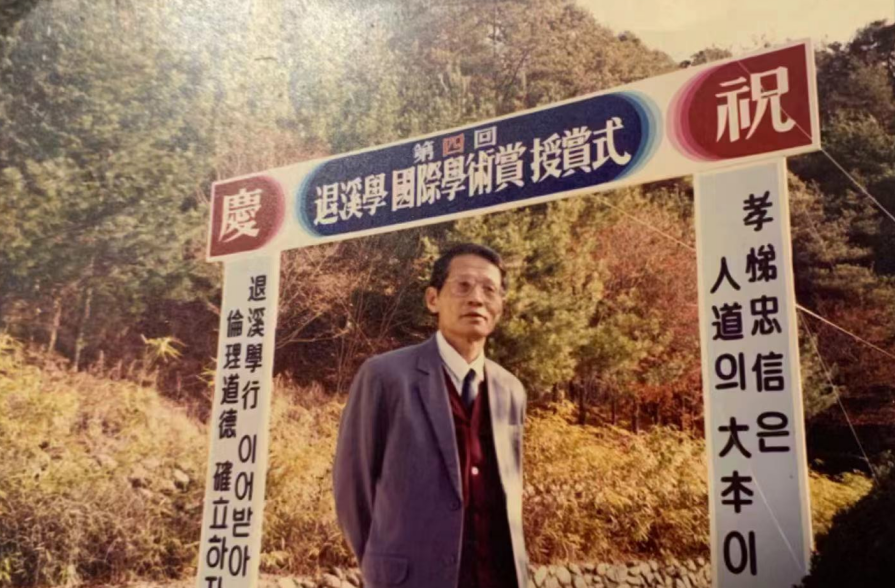 慶
第四回
退溪學 國際學術賞 授賞式
祝
孝悌忠信은
人道의 大本이
退溪學行 이어받아
倫理道德 確立하자